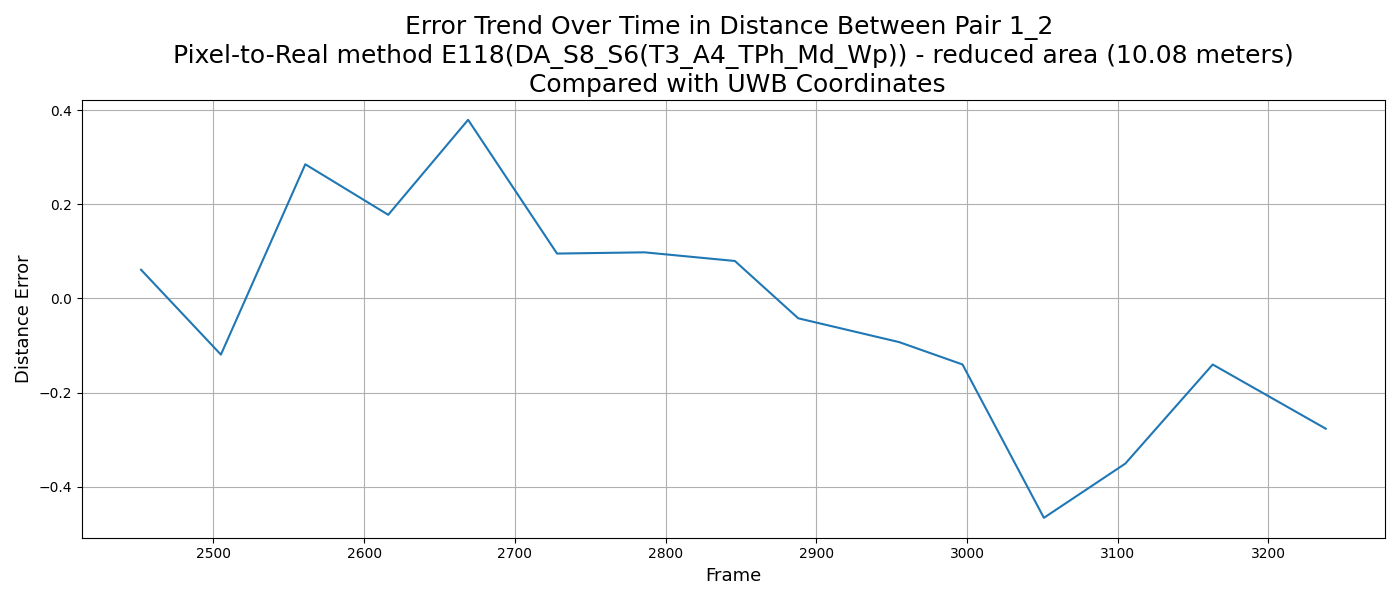 Error Trend Over Time in Distance Between Pair 1_2
Pixel-to-Real method E118(DA_S8_S6(T3_A4_TPh_Md_Wp)) - reduced area (10.08 meters)
Compared with UWB Coordinates
Distance Error
0.4
0.2
0.0
−0.2
−0.4
2500 2600 2700 2800 2900 3000 3100 3200
Frame